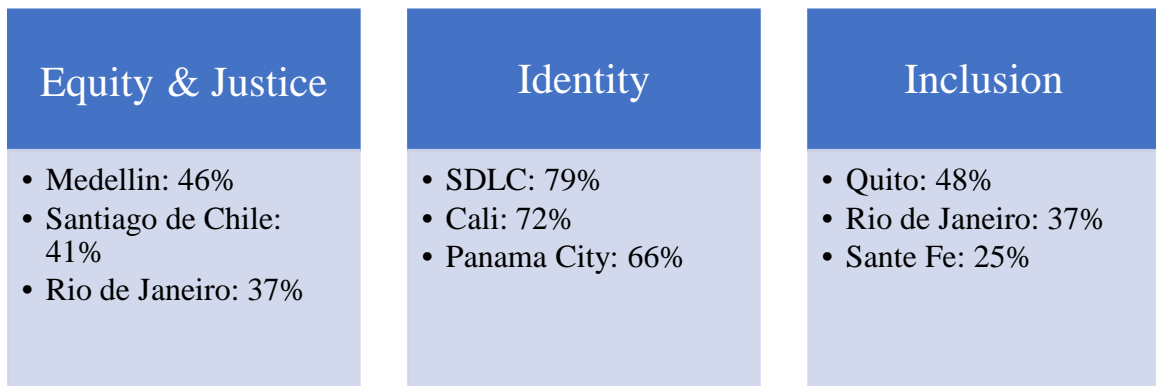 Equity & Justice
• Medellin: 46%
• Santiago de Chile:
41%
• Rio de Janeiro: 37%
Identity
• SDLC: 79%
• Cali: 72%
• Panama City: 66%
Inclusion
• Quito: 48%
• Rio de Janeiro: 37%
• Sante Fe: 25%